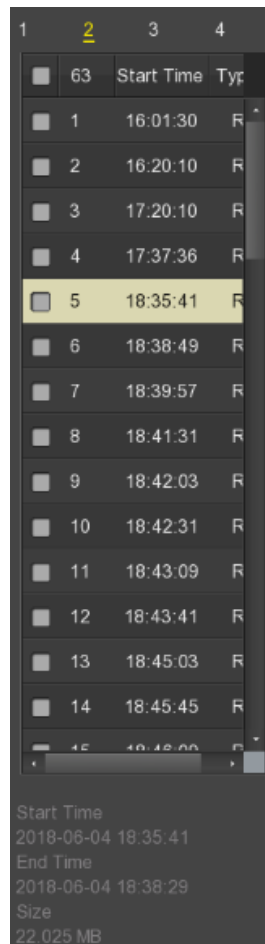 1 2 3 4
63 Start Time Typ
1 16:01:30 R
2 16:20:10 R
3 17:20:10 R
4 17:37:36 R
5 18:35:41 R
6 18:38:49 R
7 18:39:57 R
8 18:41:31 R
9 18:42:03 R
10 18:42:31 R
11 18:43:09 R
12 18:43:41 R
13 18:45:03 R
14 18:45:45 R
15
Start Time
2018-06-04 18:35:41
End Time
2018-06-04 18:38:29
Size
22.025 MB